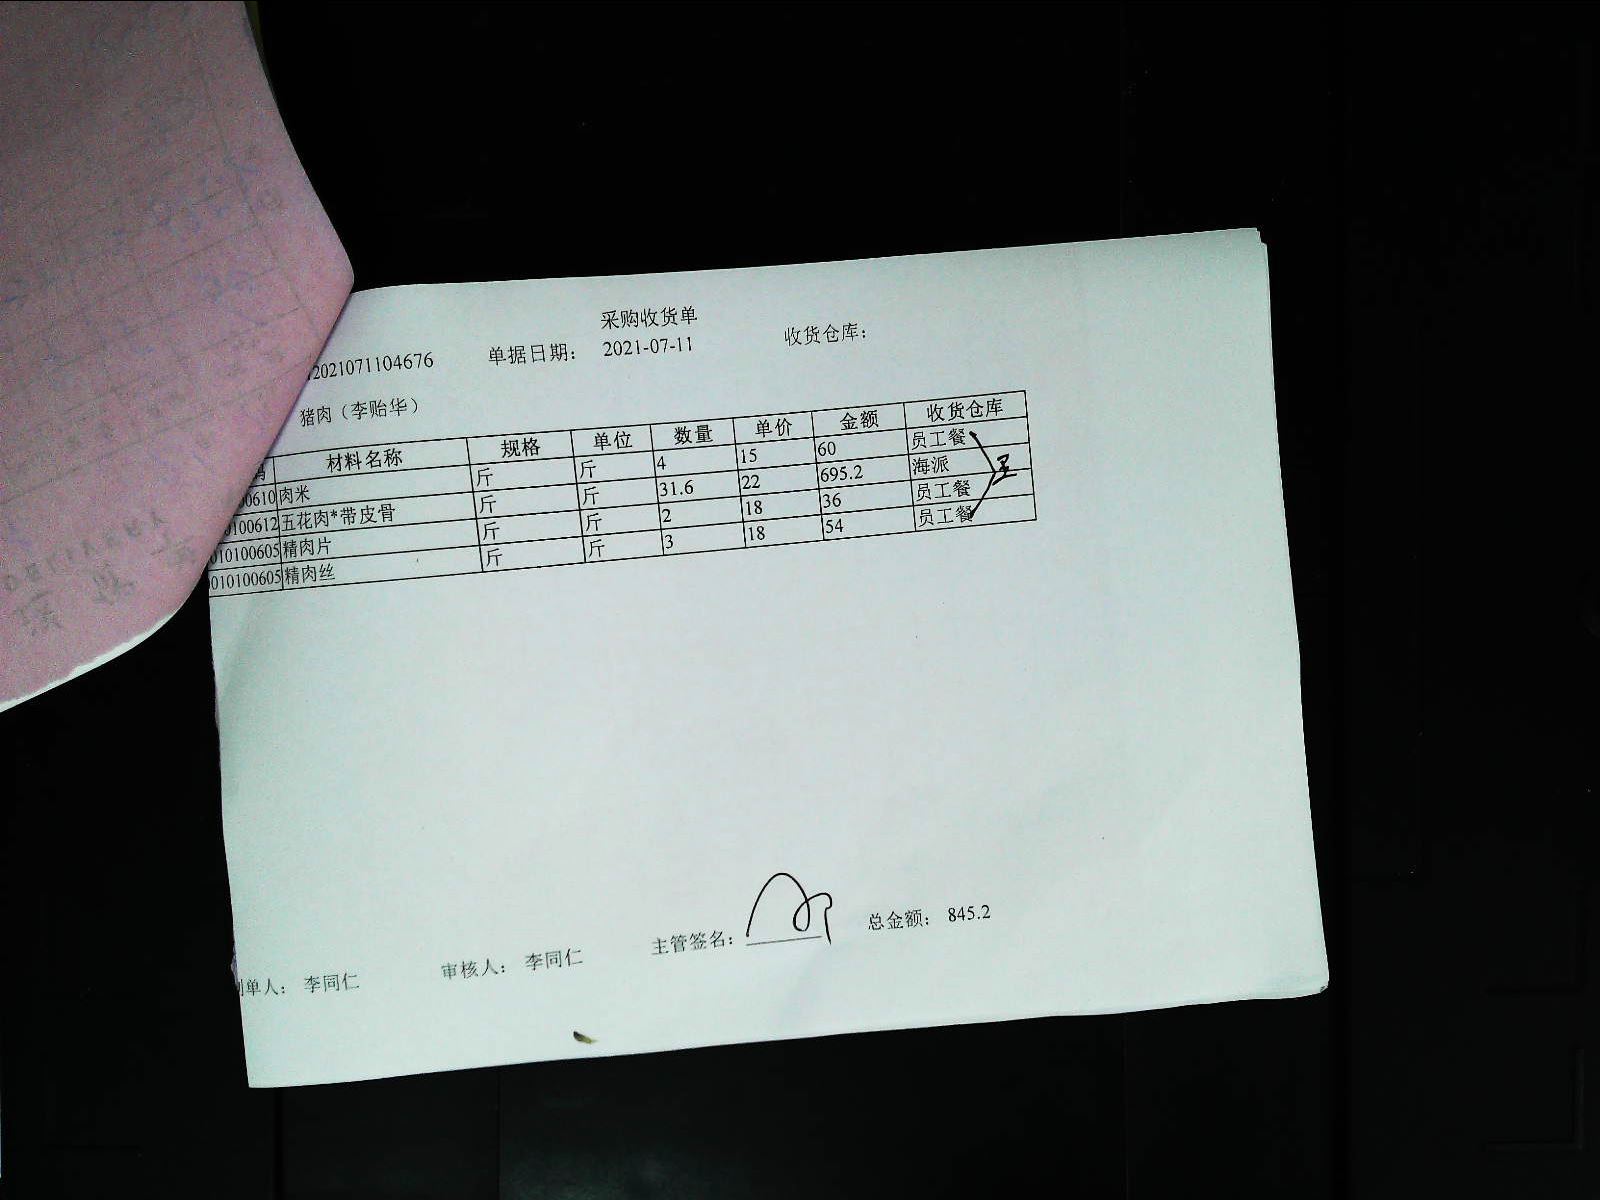 采购收货单
2021071104676 单据日期： 2021-07-11 收货仓库：
猪肉（李贻华）
码 材料名称 规格 单位 数量 单价 金额 收货仓库
00610 肉米 斤 斤 4 15 60 员工餐
0100612 五花肉*带皮骨 斤 斤 31.6 22 695.2 海派
010100605 精肉片 斤 斤 2 18 36 员工餐
010100605 精肉丝 斤 斤 3 18 54 员工餐
主管签名： 总金额： 845.2
制单人： 李同仁 审核人： 李同仁